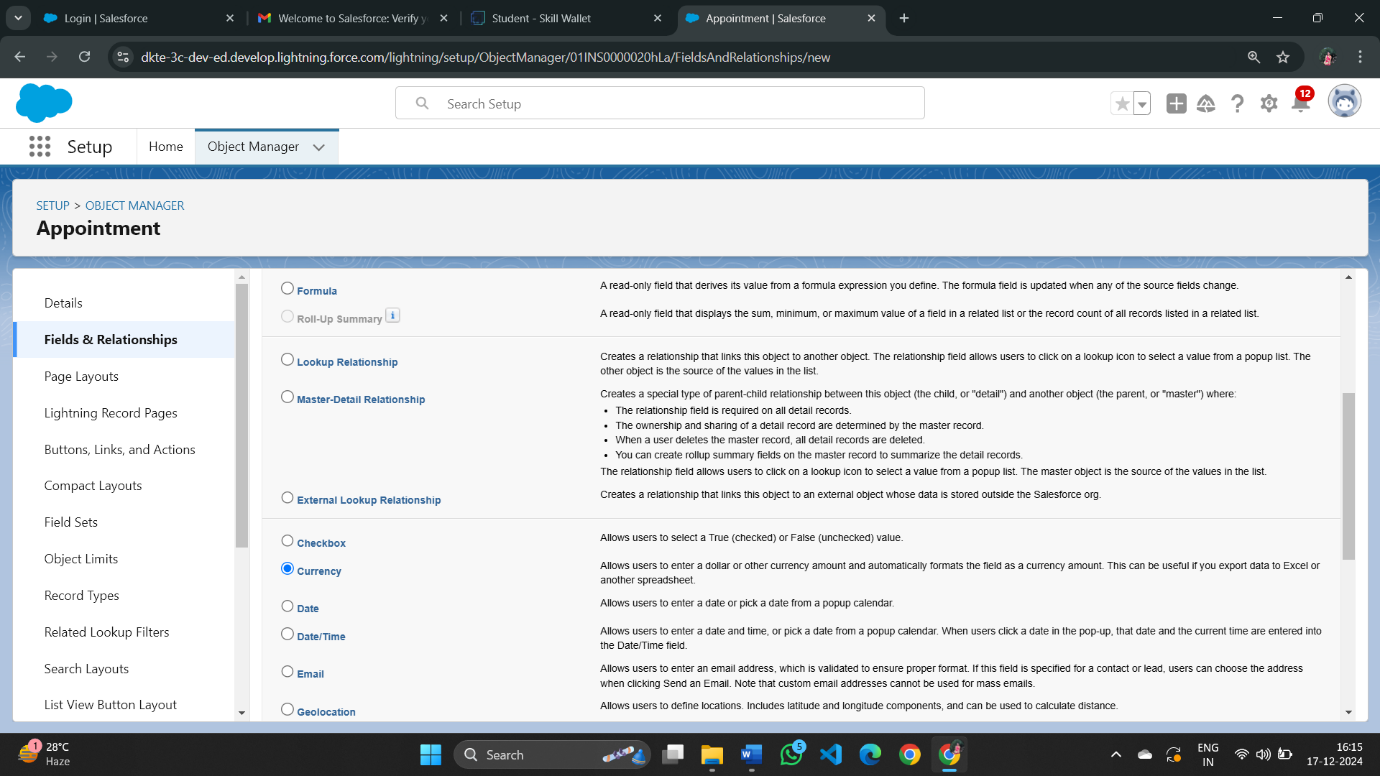 Login | Salesforce
Welcome to Salesforce: Verify y
Student - Skill Wallet
Appointment | Salesforce
dkte-3c-dev-ed.develop.lightning.force.com/lightning/setup/ObjectManager/01INS0000020hLa/FieldsAndRelationships/new
Search Setup
12
Setup
Home
Object Manager
SETUP > OBJECT MANAGER
Appointment
Details
Fields & Relationships
Page Layouts
Lightning Record Pages
Buttons, Links, and Actions
Compact Layouts
Field Sets
Object Limits
Record Types
Related Lookup Filters
Search Layouts
List View Button Layout
Formula
A read-only field that derives its value from a formula expression you define. The formula field is updated when any of the source fields change.
Roll-Up Summary
i
A read-only field that displays the sum, minimum, or maximum value of a field in a related list or the record count of all records listed in a related list.
Lookup Relationship
Creates a relationship that links this object to another object. The relationship field allows users to click on a lookup icon to select a value from a popup list. The
other object is the source of the values in the list.
Master-Detail Relationship
Creates a special type of parent-child relationship between this object (the child, or "detail") and another object (the parent, or "master") where:
• The relationship field is required on all detail records.
• The ownership and sharing of a detail record are determined by the master record.
• When a user deletes the master record, all detail records are deleted.
• You can create rollup summary fields on the master record to summarize the detail records.
The relationship field allows users to click on a lookup icon to select a value from a popup list. The master object is the source of the values in the list.
External Lookup Relationship
Creates a relationship that links this object to an external object whose data is stored outside the Salesforce org.
Checkbox
Allows users to select a True (checked) or False (unchecked) value.
Currency
Allows users to enter a dollar or other currency amount and automatically formats the field as a currency amount. This can be useful if you export data to Excel or
another spreadsheet.
Date
Allows users to enter a date or pick a date from a popup calendar.
Date/Time
Allows users to enter a date and time, or pick a date from a popup calendar. When users click a date in the pop-up, that date and the current time are entered into
the Date/Time field.
Email
Allows users to enter an email address, which is validated to ensure proper format. If this field is specified for a contact or lead, users can choose the address
when clicking Send an Email. Note that custom email addresses cannot be used for mass emails.
Geolocation
Allows users to define locations. Includes latitude and longitude components, and can be used to calculate distance.
1
28°C
Haze
Search
5
ENG
IN
16:15
17-12-2024